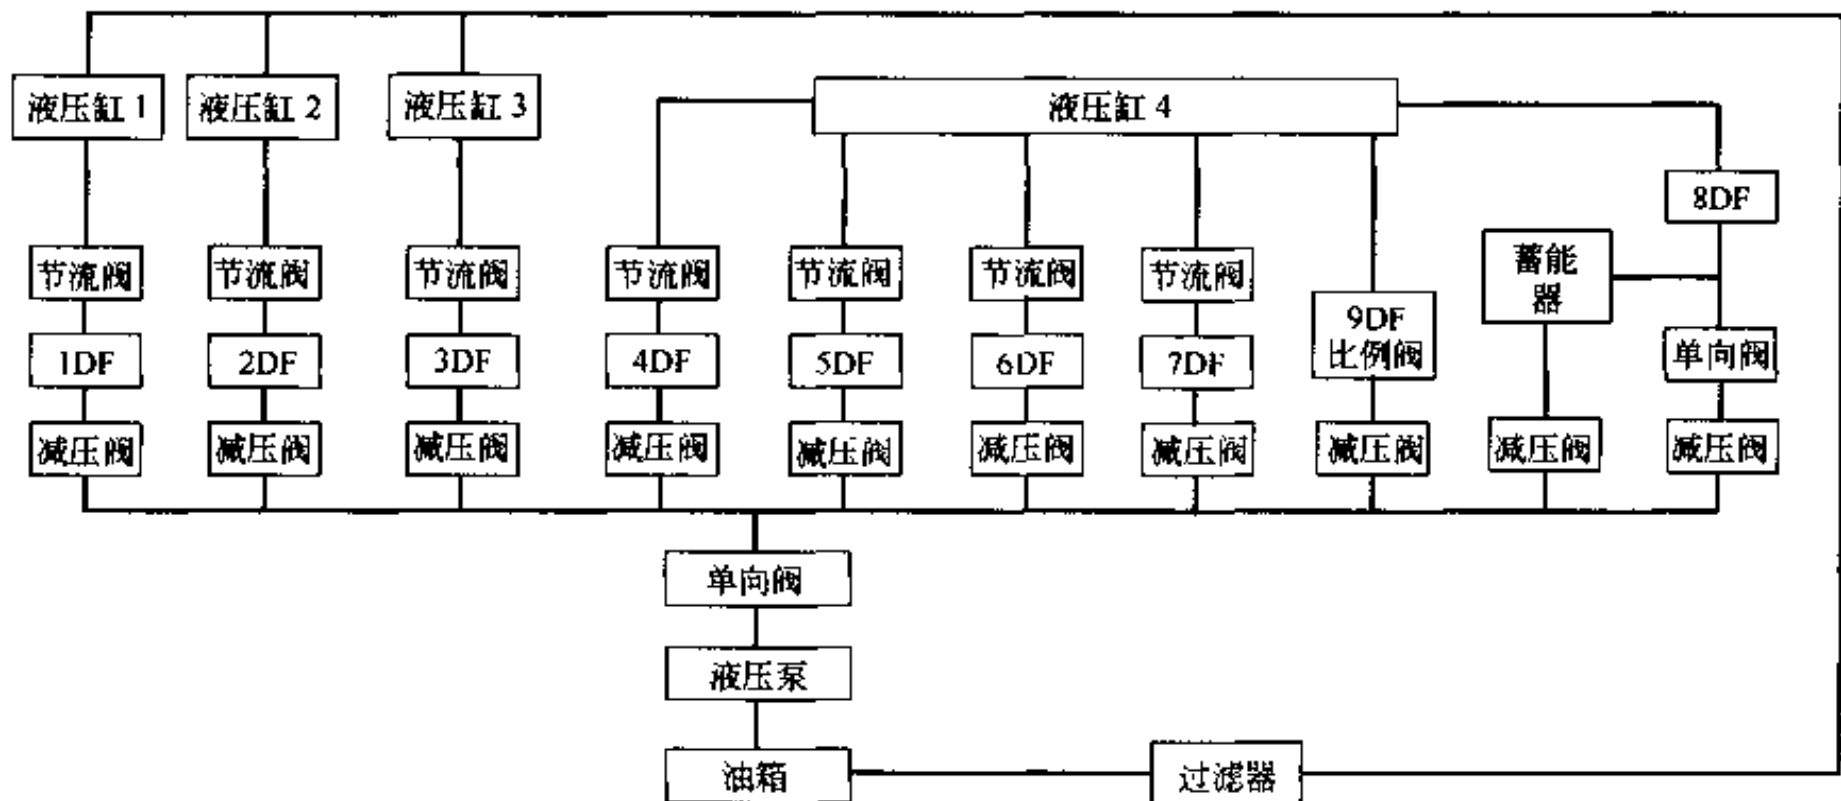 液压缸 1
液压缸 2
液压缸 3
液压缸 4
8DF
节流阀
节流阀
节流阀
节流阀
节流阀
节流阀
节流阀
蓄能
器
9DF
比例阀
1DF
2DF
3DF
4DF
5DF
6DF
7DF
单向阀
减压阀
减压阀
减压阀
减压阀
减压阀
减压阀
减压阀
减压阀
减压阀
减压阀
单向阀
液压泵
油箱
过滤器